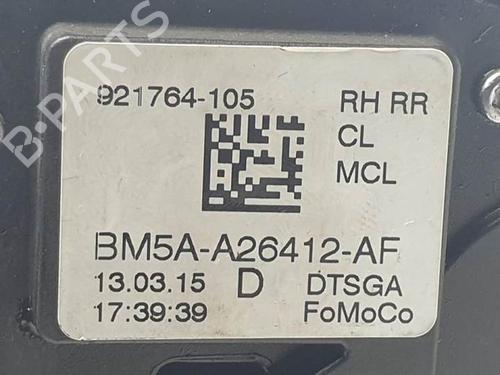 921764-105 RH RR
CL
MCL
BM5A-A26412-AF
13.03.15 D DTSGA
17:39:39 FoMoCo
B-PARTS